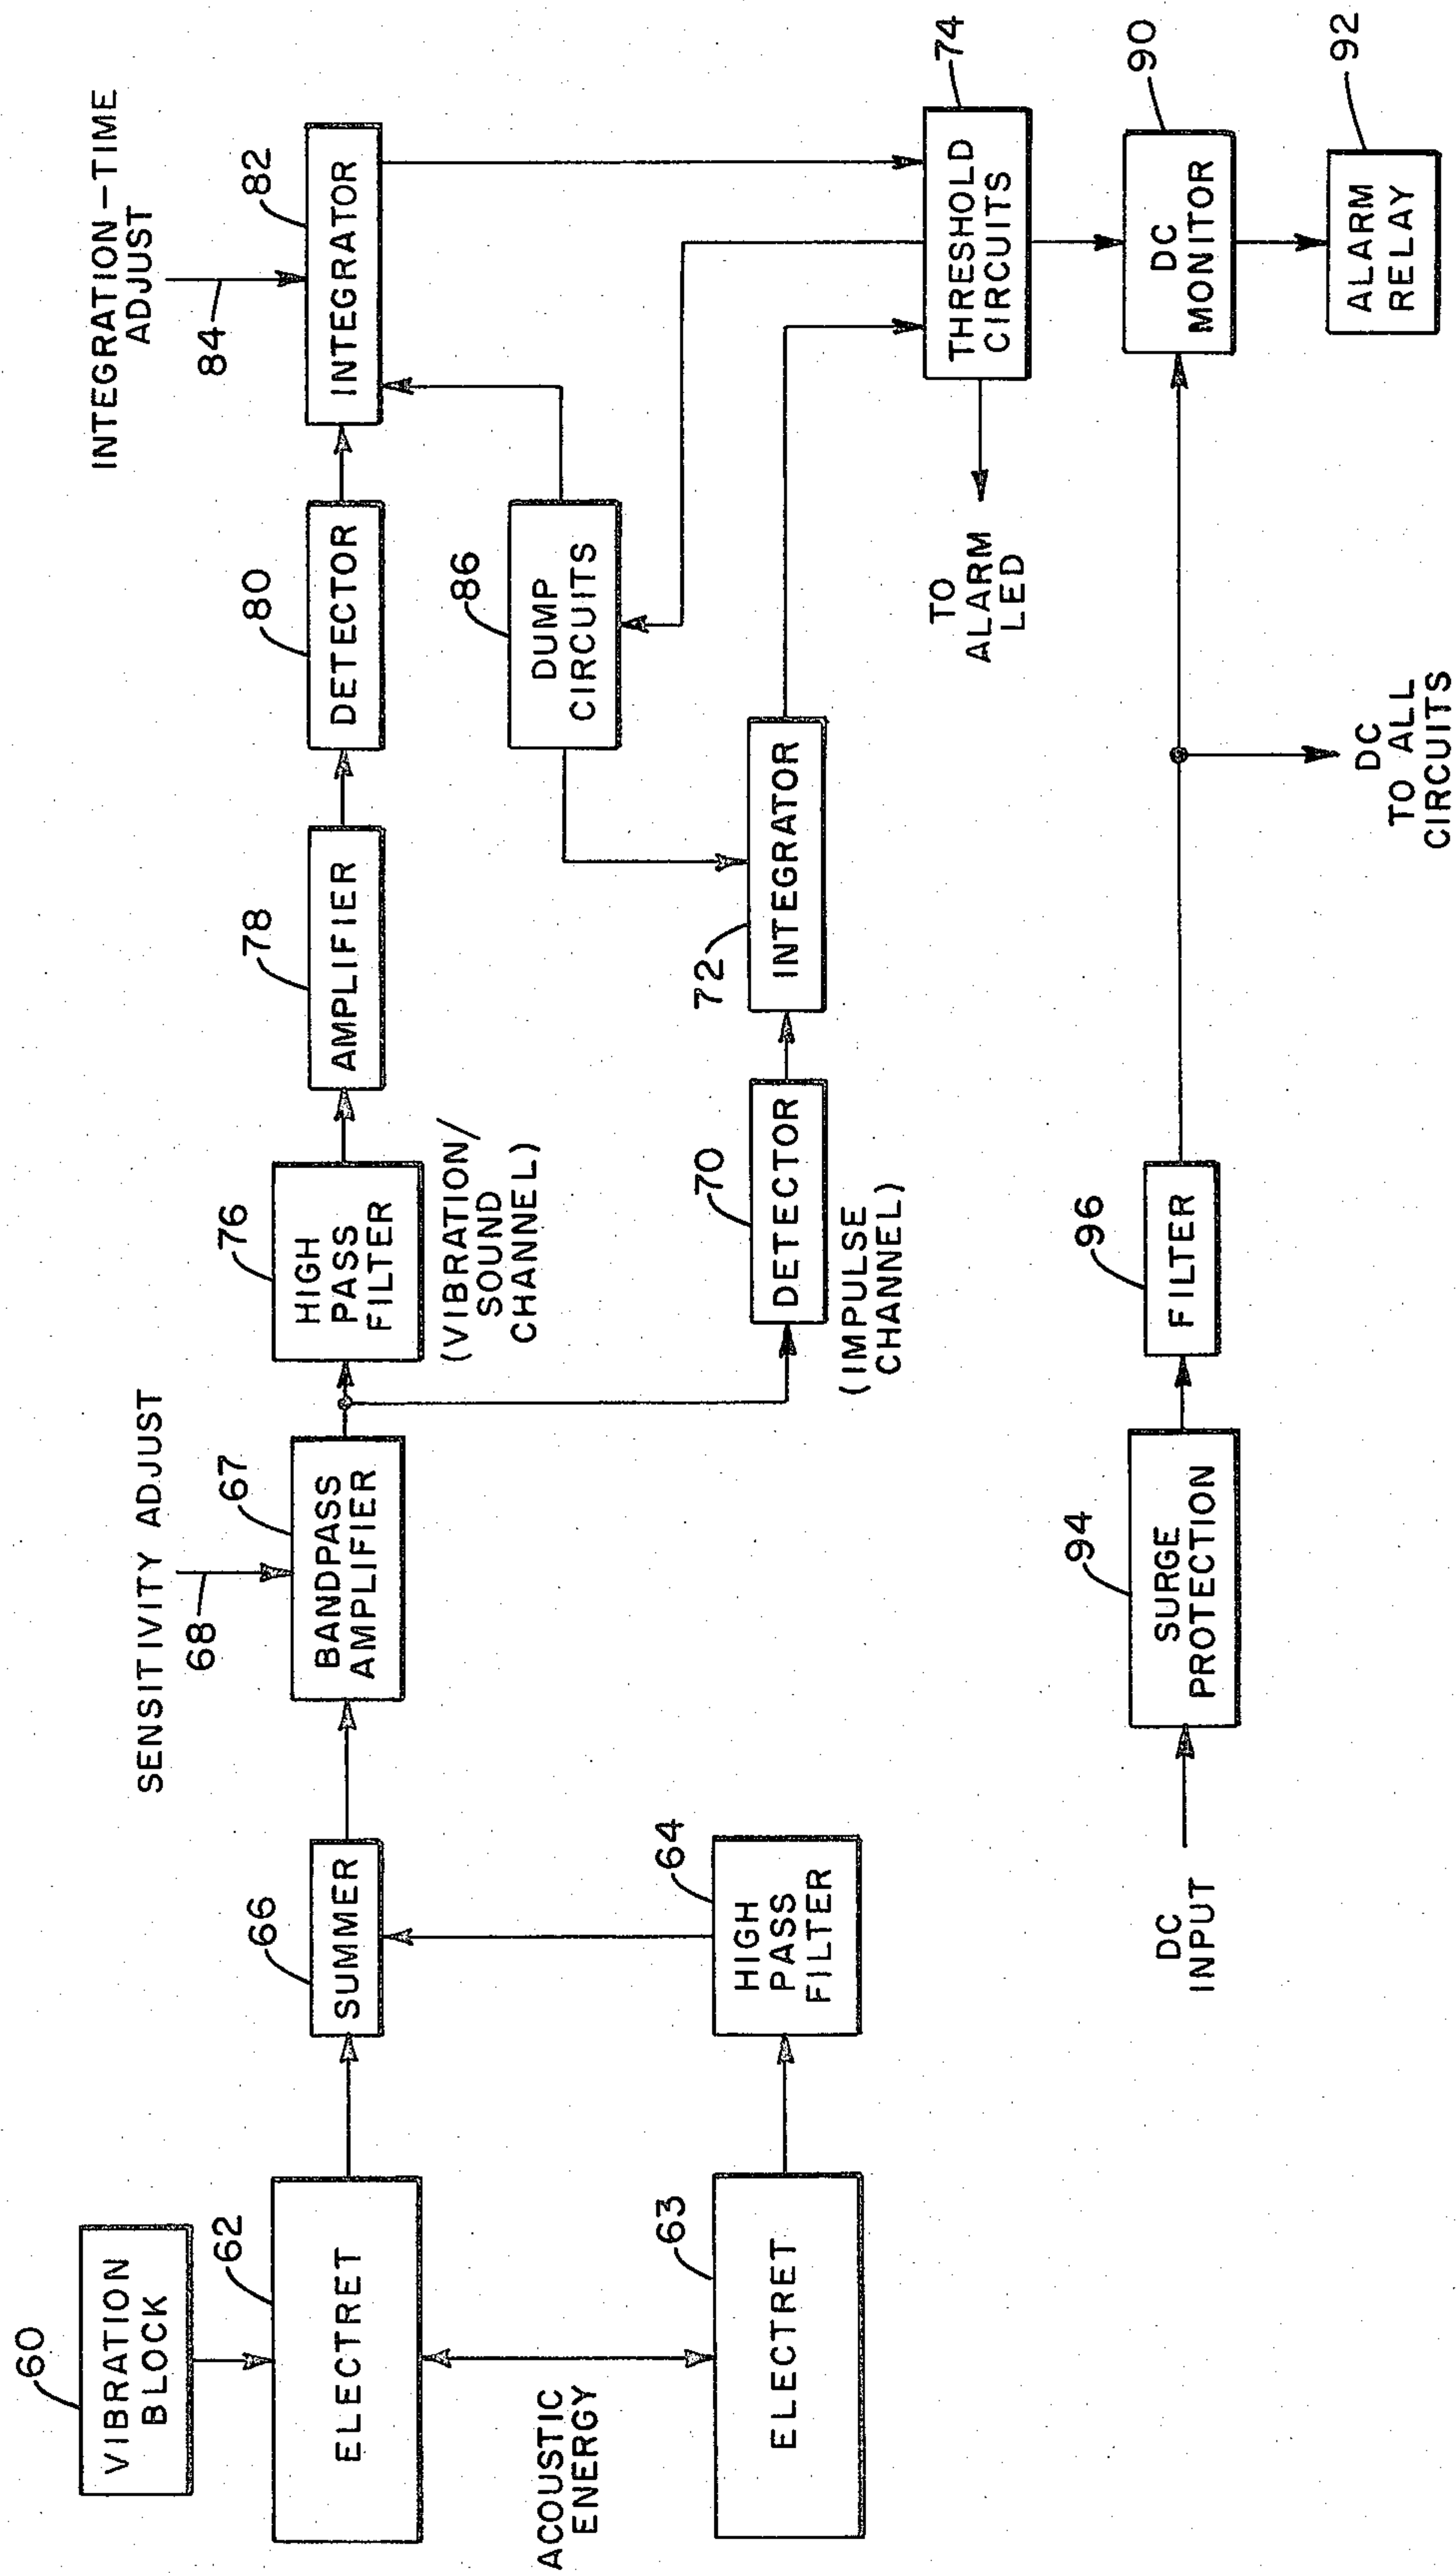 60
VIBRATION
BLOCK
62
ELECTRET
ACOUSTIC
ENERGY
63
ELECTRET
66
SUMMER
64
HIGH
PASS
FILTER
SENSITIVITY ADJUST
68
67
BANDPASS
AMPLIFIER
76
HIGH
PASS
FILTER
(VIBRATION/
SOUND
CHANNEL)
78
AMPLIFIER
80
DETECTOR
INTEGRATION-TIME
ADJUST
84
82
INTEGRATOR
86
DUMP
CIRCUITS
70
DETECTOR
(IMPULSE
CHANNEL)
72
INTEGRATOR
74
THRESHOLD
CIRCUITS
TO
ALARM
LED
DC
INPUT
94
SURGE
PROTECTION
96
FILTER
DC
TO ALL
CIRCUITS
90
DC
MONITOR
92
ALARM
RELAY